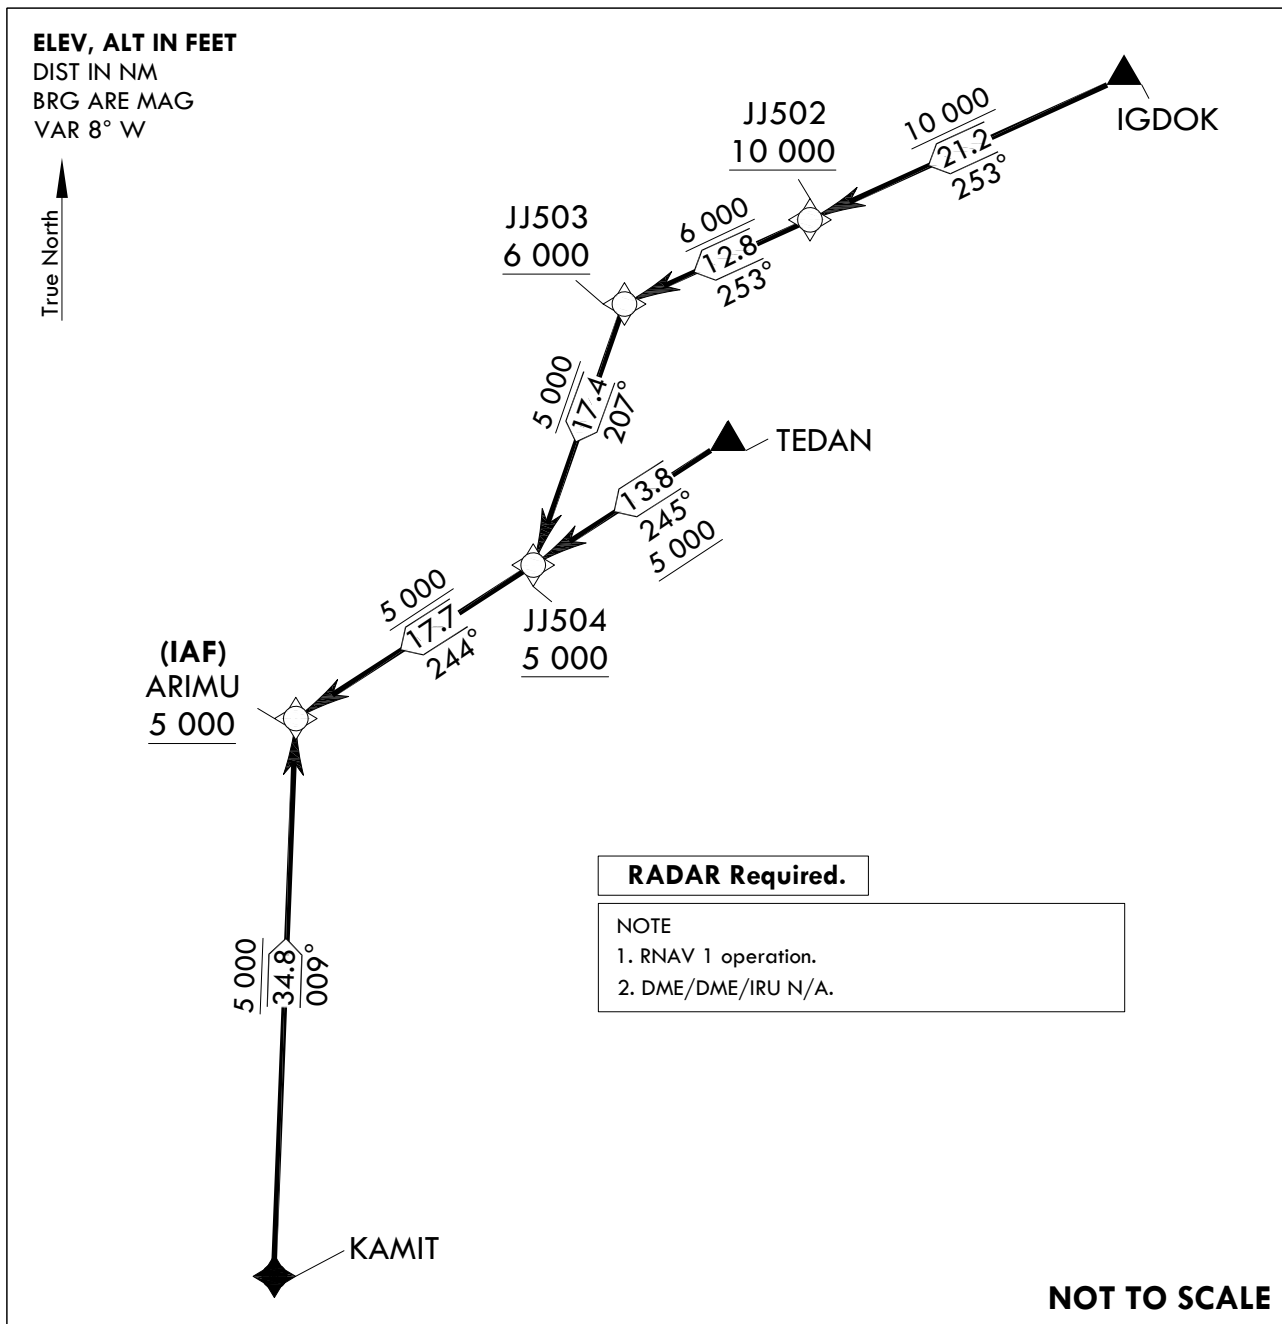 ELEV, ALT IN FEET
DIST IN NM
BRG ARE MAG
VAR 8° W
True North
IGDOK
10 000
21.2
253°
JJ502
10 000
6 000
12.8
253°
JJ503
6 000
5 000
17.4
207°
TEDAN
13.8
245°
5 000
JJ504
5 000
5 000
17.7
244°
(IAF)
ARIMU
5 000
5 000
34.8
009°
KAMIT
RADAR Required.
NOTE
1. RNAV 1 operation.
2. DME/DME/IRU N/A.
NOT TO SCALE